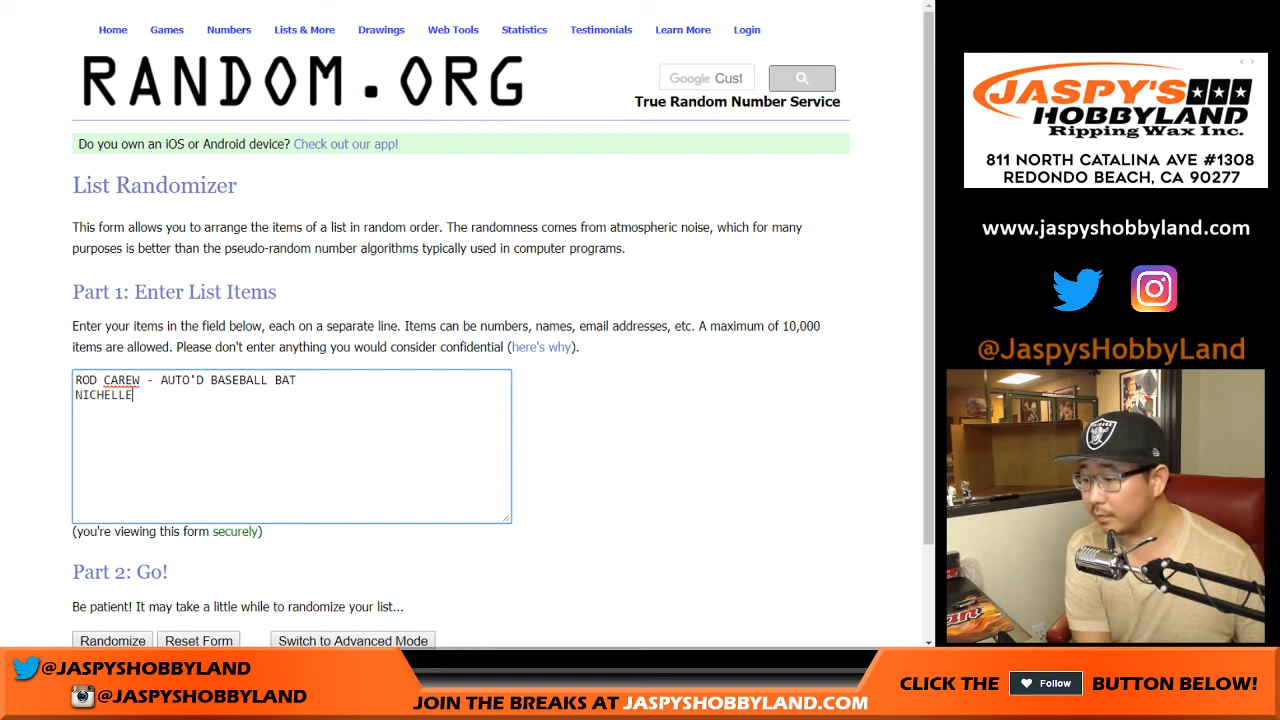 Home Games Numbers Lists & More Drawings Web Tools Statistics Testimonials Learn More Login
RANDOM.ORG
Google Cust
True Random Number Service
Do you own an iOS or Android device? Check out our app!
List Randomizer
This form allows you to arrange the items of a list in random order. The randomness comes from atmospheric noise, which for many
purposes is better than the pseudo-random number algorithms typically used in computer programs.
Part 1: Enter List Items
Enter your items in the field below, each on a separate line. Items can be numbers, names, email addresses, etc. A maximum of 10,000
items are allowed. Please don't enter anything you would consider confidential (here's why).
ROD CAREW - AUTO'D BASEBALL BAT
NICHELLE
(you're viewing this form securely)
Part 2: Go!
Be patient! It may take a little while to randomize your list...
Randomize Reset Form Switch to Advanced Mode
JASPY'S
HOBBYLAND
Ripping Wax Inc.
811 NORTH CATALINA AVE #1308
REDONDO BEACH, CA 90277
www.jaspyshobbyland.com
@JaspysHobbyLand
RAIDERS
@JASPYSHOBBYLAND
@JASPYSHOBBYLAND
JOIN THE BREAKS AT JASPYSHOBBYLAND.COM
CLICK THE Follow BUTTON BELOW!